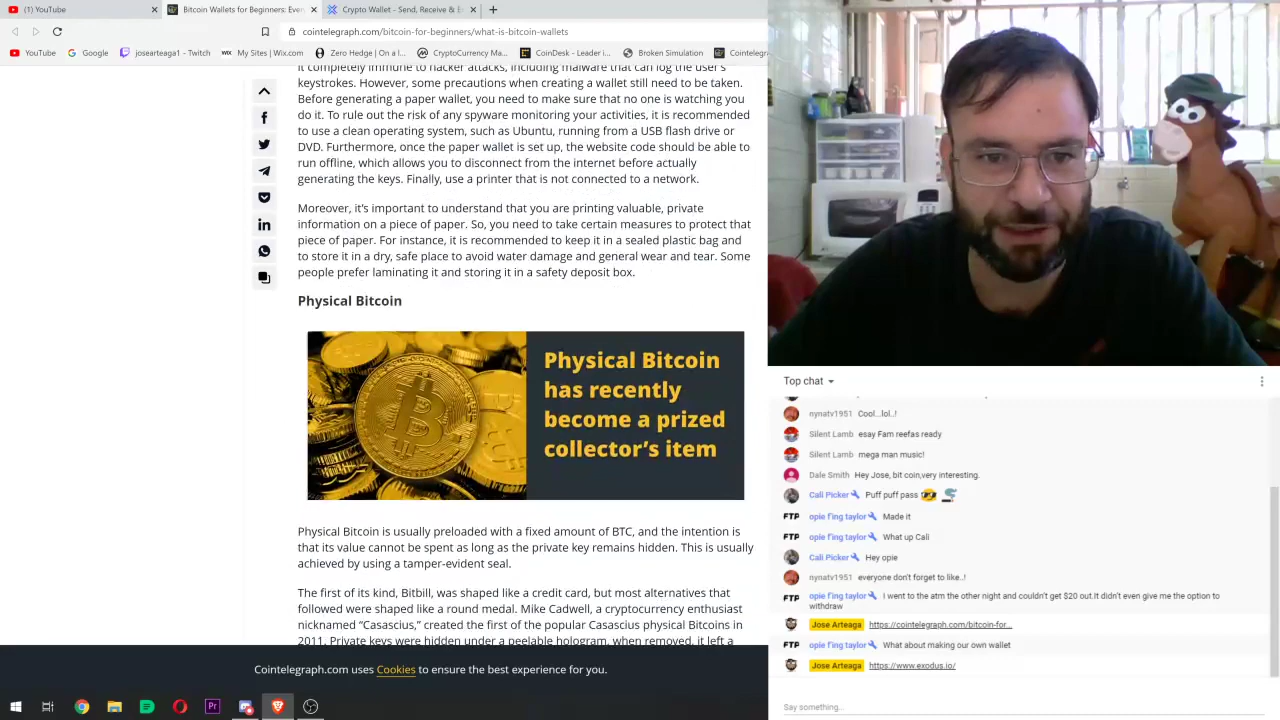 (1) YouTube
Bitcoin Wallets for Beginners: Ever
Crypto Wallet - Send, Receive & E
cointelegraph.com/bitcoin-for-beginners/what-is-bitcoin-wallets
YouTube
Google
josearteaga1 - Twitch
WIX My Sites | Wix.com
Zero Hedge | On a l...
CryptoCurrency Ma...
CoinDesk - Leader i...
Broken Simulation
Cointelegraph
it completely immune to hacker attacks, including malware that can log the user's
keystrokes. However, some precautions when creating a wallet still need to be taken.
Before generating a paper wallet, you need to make sure that no one is watching you
do it. To rule out the risk of any spyware monitoring your activities, it is recommended
to use a clean operating system, such as Ubuntu, running from a USB flash drive or
DVD. Furthermore, once the paper wallet is set up, the website code should be able to
run offline, which allows you to disconnect from the internet before actually
generating the keys. Finally, use a printer that is not connected to a network.
Moreover, it's important to understand that you are printing valuable, private
information on a piece of paper. So, you need to take certain measures to protect that
piece of paper. For instance, it is recommended to keep it in a sealed plastic bag and
to store it in a dry, safe place to avoid water damage and general wear and tear. Some
people prefer laminating it and storing it in a safety deposit box.
Physical Bitcoin
Physical Bitcoin
has recently
become a prized
collector's item
Physical Bitcoin is usually preloaded with a fixed amount of BTC, and the intention is
that its value cannot be spent as long as the private key remains hidden. This is usually
achieved by using a tamper-evident seal.
The first of its kind, Bitbill, was shaped like a credit card, but most alternatives that
followed were shaped like a round medal. Mike Cadwell, a cryptocurrency enthusiast
nicknamed "Casascius," created the first of the popular Casascius physical Bitcoins in
2011. Private keys were hidden under a peelable hologram, when removed, it left a
Cointelegraph.com uses Cookies to ensure the best experience for you.
Top chat
nynatv1951 Cool...lol..!
Silent Lamb esay Fam reefas ready
Silent Lamb mega man music!
Dale Smith Hey Jose, bit coin,very interesting.
Cali Picker Puff puff pass
FTP opie f'ing taylor Made it
FTP opie f'ing taylor What up Cali
Cali Picker Hey opie
nynatv1951 everyone don't forget to like..!
FTP opie f'ing taylor I went to the atm the other night and couldn't get $20 out.It didn't even give me the option to
withdraw
Jose Arteaga https://cointelegraph.com/bitcoin-for...
FTP opie f'ing taylor What about making our own wallet
Jose Arteaga https://www.exodus.io/
Say something...